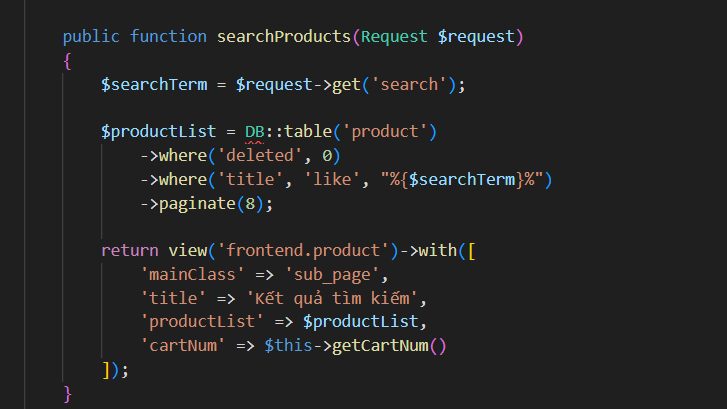 public function searchProducts(Request $request)
{
    $searchTerm = $request->get('search');

    $productList = DB::table('product')
        ->where('deleted', 0)
        ->where('title', 'like', "%{$searchTerm}%")
        ->paginate(8);

    return view('frontend.product')->with([
        'mainClass' => 'sub_page',
        'title' => 'Kết quả tìm kiếm',
        'productList' => $productList,
        'cartNum' => $this->getCartNum()
    ]);
}